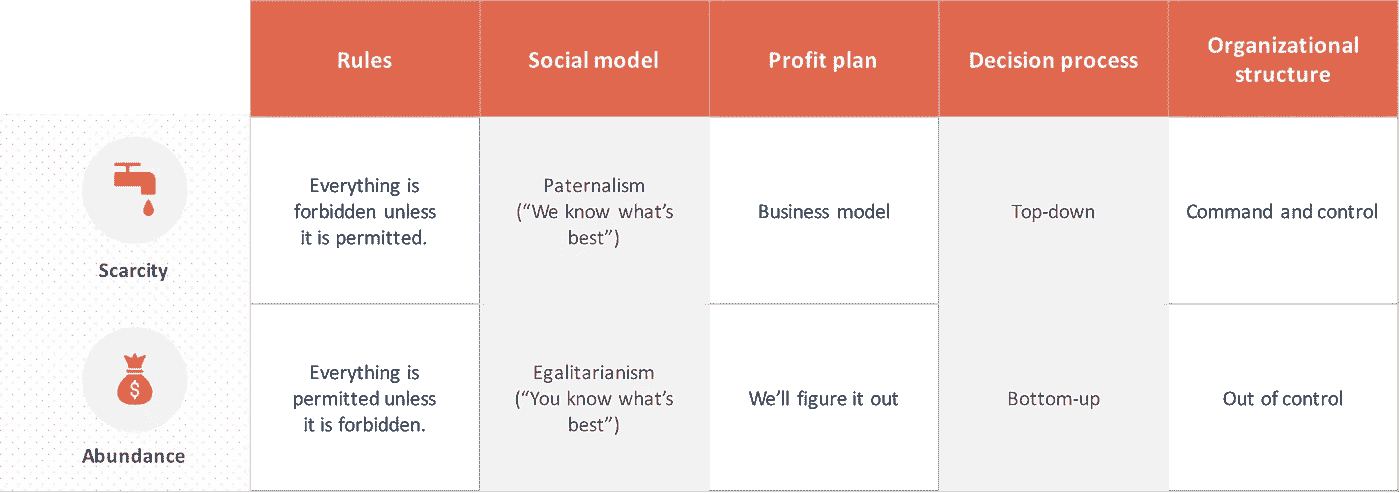 Rules
Social model
Profit plan
Decision process
Organizational
structure
Scarcity
Everything is
forbidden unless
it is permitted.
Paternalism
(“We know what’s
best”)
Business model
Top-down
Command and control
Abundance
Everything is
permitted unless
it is forbidden.
Egalitarianism
(“You know what’s
best”)
We’ll figure it out
Bottom-up
Out of control
$